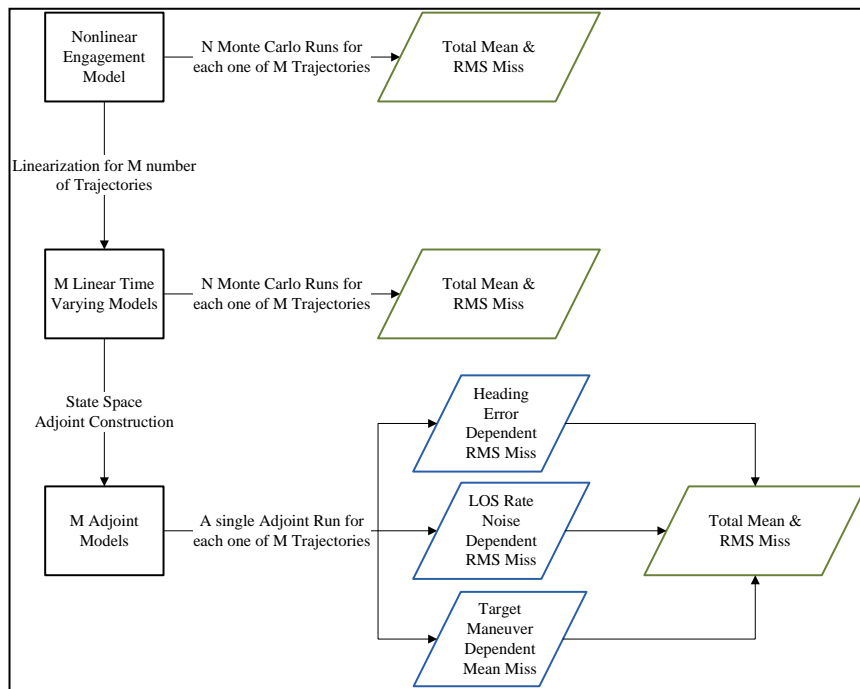 Nonlinear
Engagement
Model
N Monte Carlo Runs for
each one of M Trajectories
Total Mean &
RMS Miss
Linearization for M number
of Trajectories
M Linear Time
Varying Models
N Monte Carlo Runs for
each one of M Trajectories
Total Mean &
RMS Miss
State Space
Adjoint Construction
Heading
Error
Dependent
RMS Miss
M Adjoint
Models
A single Adjoint Run for
each one of M Trajectories
LOS Rate
Noise
Dependent
RMS Miss
Total Mean &
RMS Miss
Target
Maneuver
Dependent
Mean Miss